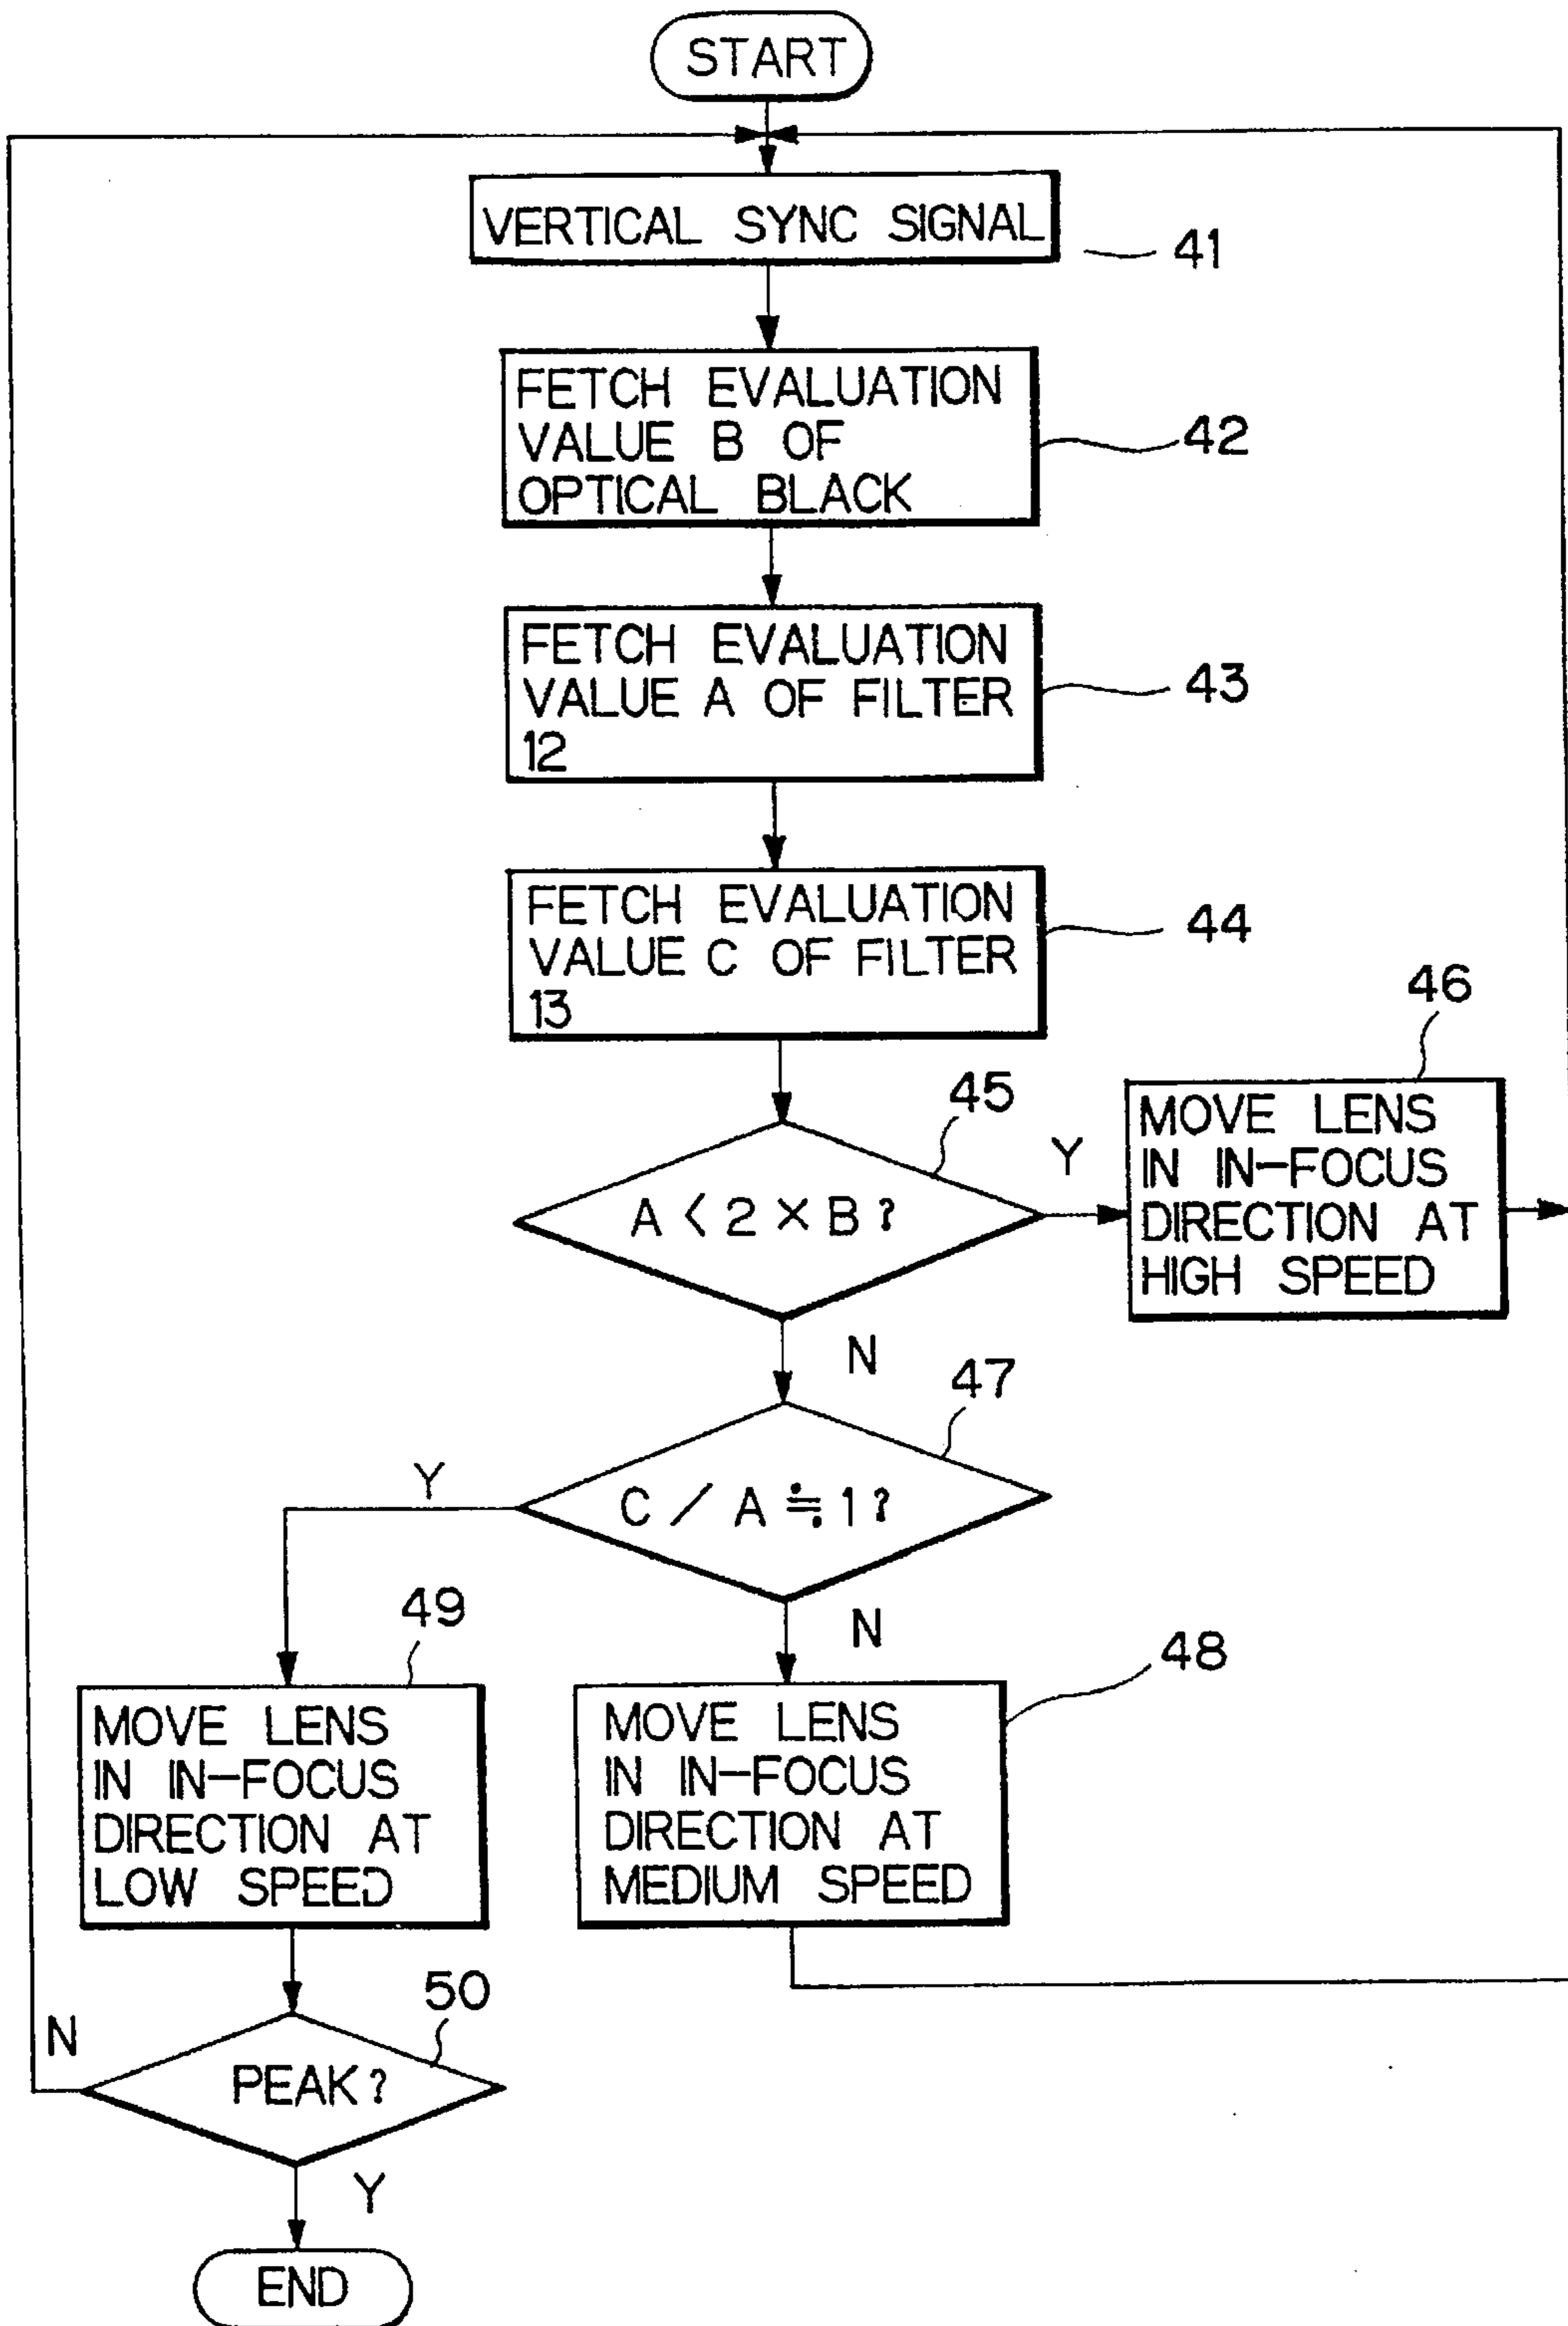 START
VERTICAL SYNC SIGNAL
41
FETCH EVALUATION
VALUE B OF
OPTICAL BLACK
42
FETCH EVALUATION
VALUE A OF FILTER
12
43
FETCH EVALUATION
VALUE C OF FILTER
13
44
45
A < 2 × B ?
Y
46
MOVE LENS
IN IN-FOCUS
DIRECTION AT
HIGH SPEED
N
47
C / A ≒ 1 ?
Y
N
49
MOVE LENS
IN IN-FOCUS
DIRECTION AT
LOW SPEED
48
MOVE LENS
IN IN-FOCUS
DIRECTION AT
MEDIUM SPEED
50
N
PEAK ?
Y
END